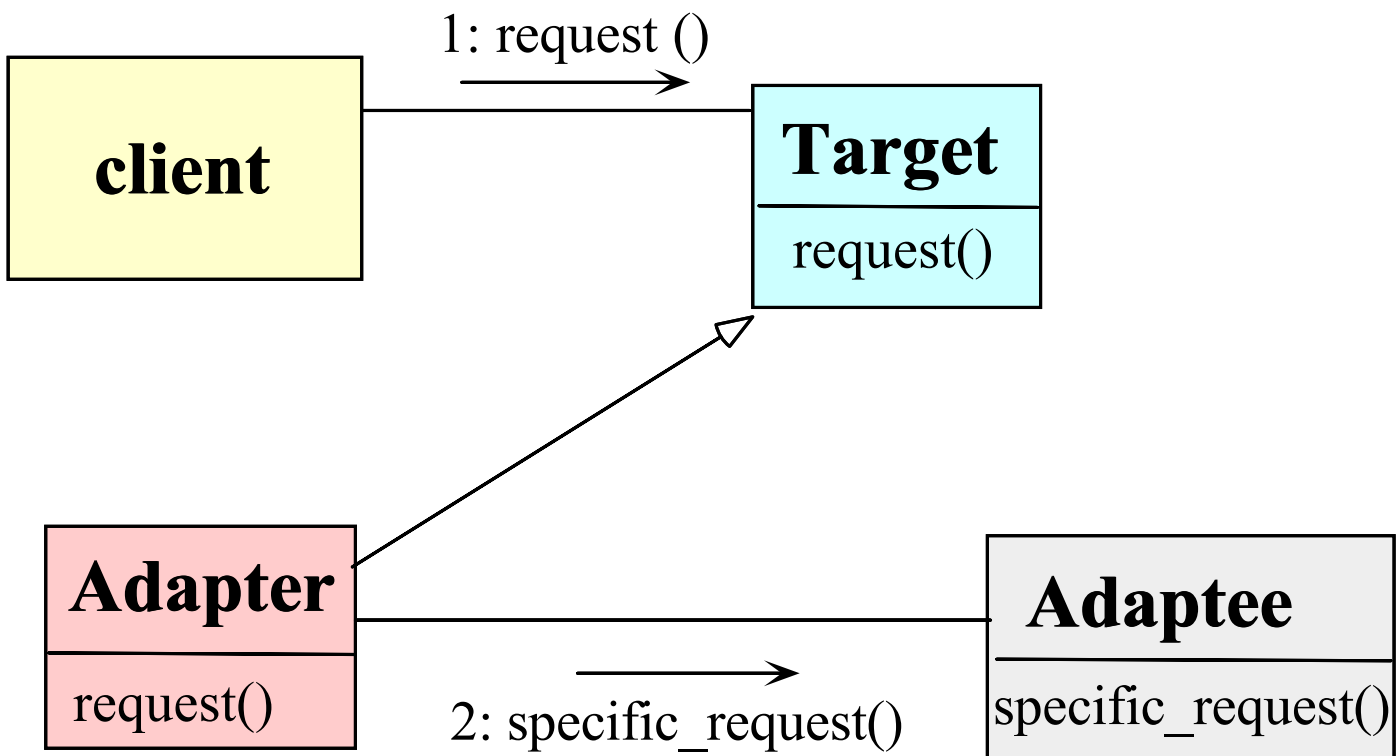 1: request ()
client
Target
request()
Adapter
request()
Adaptee
specific_request()
2: specific_request()